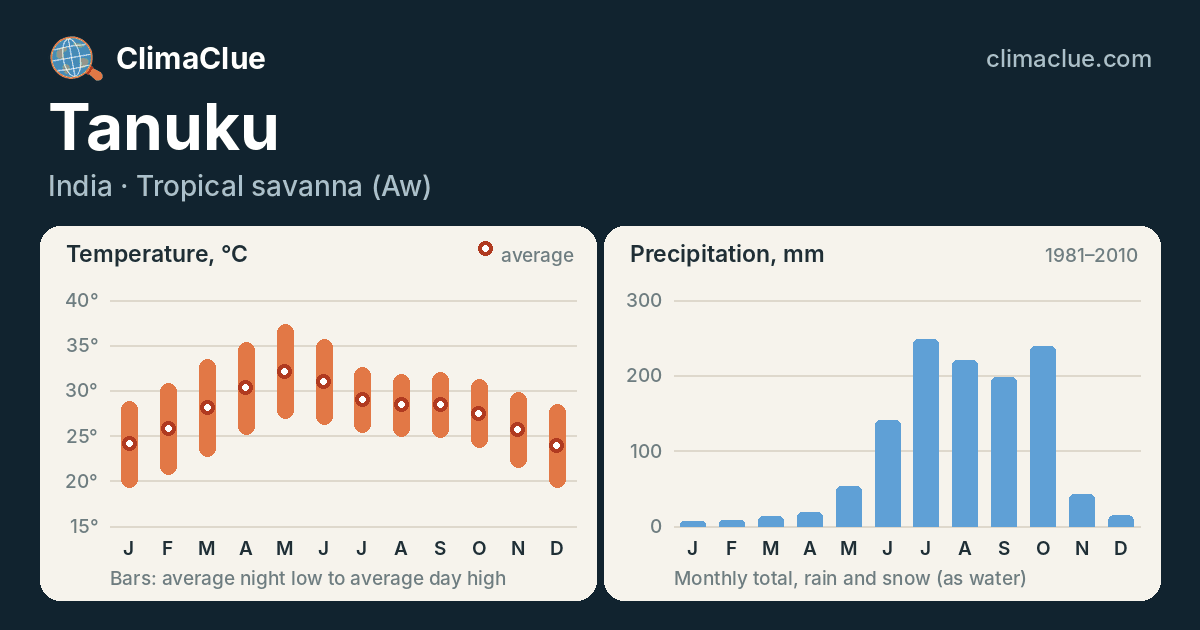 ClimaClue
climaclue.com
Tanuku
India · Tropical savanna (Aw)
Temperature, °C
average
40°
35°
30°
25°
20°
15°
J F M A M J J A S O N D
Bars: average night low to average day high
Precipitation, mm
1981–2010
300
200
100
0
J F M A M J J A S O N D
Monthly total, rain and snow (as water)